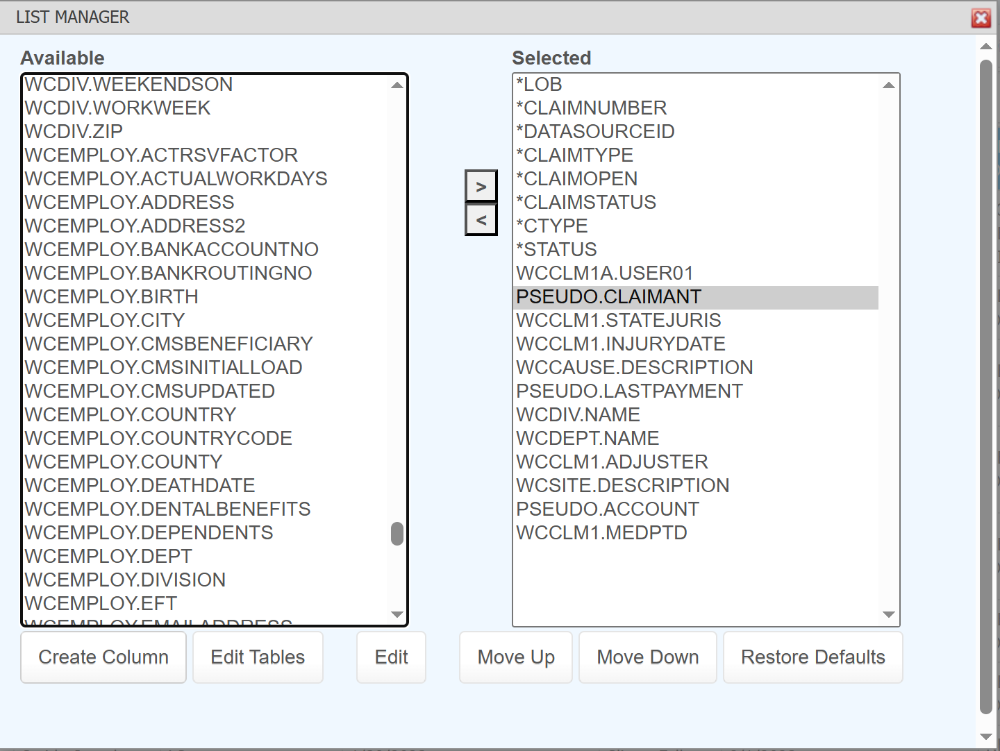 LIST MANAGER
Available
WCDIV.WEEKENDSON
WCDIV.WORKWEEK
WCDIV.ZIP
WCEMPLOY.ACTRSVFACTOR
WCEMPLOY.ACTUALWORKDAYS
WCEMPLOY.ADDRESS
WCEMPLOY.ADDRESS2
WCEMPLOY.BANKACCOUNTNO
WCEMPLOY.BANKROUTINGNO
WCEMPLOY.BIRTH
WCEMPLOY.CITY
WCEMPLOY.CMSBENEFICIARY
WCEMPLOY.CMSINITIALLOAD
WCEMPLOY.CMSUPDATED
WCEMPLOY.COUNTRY
WCEMPLOY.COUNTRYCODE
WCEMPLOY.COUNTY
WCEMPLOY.DEATHDATE
WCEMPLOY.DENTALBENEFITS
WCEMPLOY.DEPENDENTS
WCEMPLOY.DEPT
WCEMPLOY.DIVISION
WCEMPLOY.EFT
WCEMPLOY.EMAILADDRESS
>
<
Selected
*LOB
*CLAIMNUMBER
*DATASOURCEID
*CLAIMTYPE
*CLAIMOPEN
*CLAIMSTATUS
*CTYPE
*STATUS
WCCLM1A.USER01
PSEUDO.CLAIMANT
WCCLM1.STATEJURIS
WCCLM1.INJURYDATE
WCCAUSE.DESCRIPTION
PSEUDO.LASTPAYMENT
WCDIV.NAME
WCDEPT.NAME
WCCLM1.ADJUSTER
WCSITE.DESCRIPTION
PSEUDO.ACCOUNT
WCCLM1.MEDPTD
Create Column
Edit Tables
Edit
Move Up
Move Down
Restore Defaults